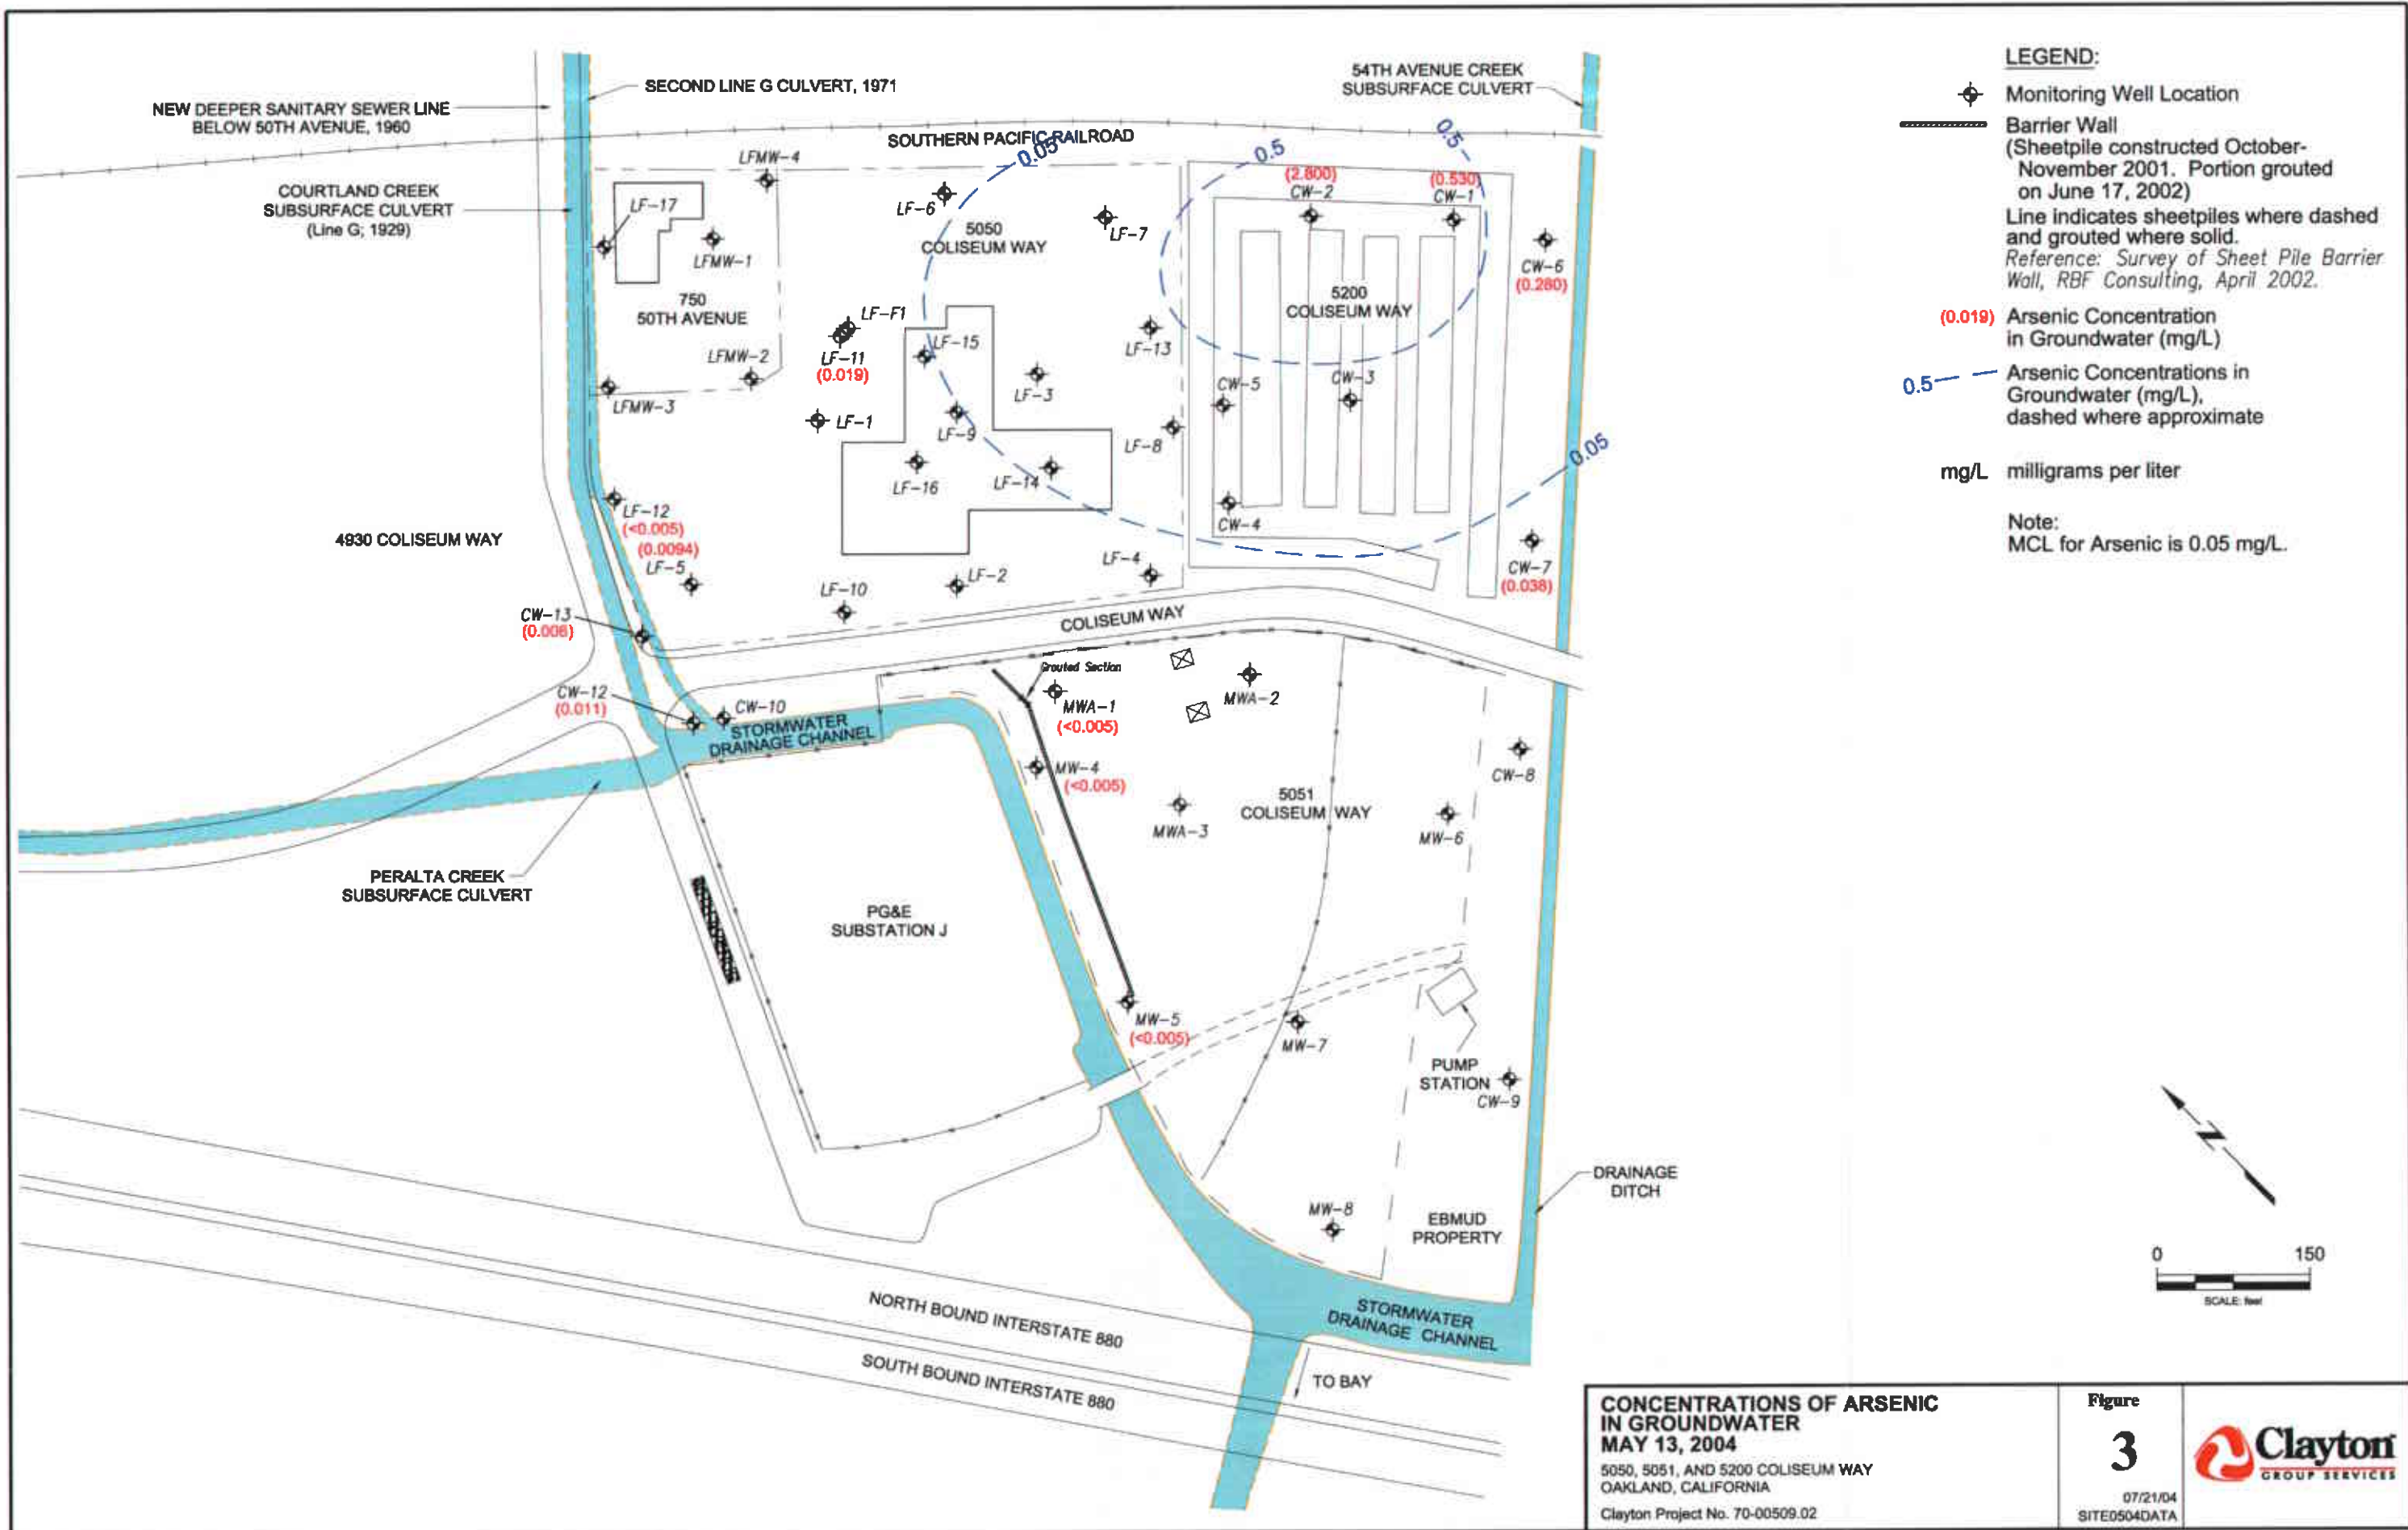 NEW DEEPER SANITARY SEWER LINE
BELOW 50TH AVENUE, 1960
SECOND LINE G CULVERT, 1971
54TH AVENUE CREEK
SUBSURFACE CULVERT
SOUTHERN PACIFIC RAILROAD
COURTLAND CREEK
SUBSURFACE CULVERT
(Line G; 1929)
LFMW-4
LF-17
LFMW-1
750
50TH AVENUE
LFMW-2
LFMW-3
LF-6
5050
COLISEUM WAY
LF-7
0.05
0.5
0.5
(2.800)
CW-2
(0.530)
CW-1
CW-6
(0.280)
5200
COLISEUM WAY
LF-F1
LF-11
(0.019)
LF-15
LF-13
LF-3
LF-1
LF-9
LF-8
CW-5
CW-3
LF-16
LF-14
CW-4
0.05
LF-12
(<0.005)
(0.0094)
LF-5
4930 COLISEUM WAY
LF-10
LF-2
LF-4
CW-7
(0.038)
CW-13
(0.006)
COLISEUM WAY
Grouted Section
CW-12
(0.011)
CW-10
STORMWATER
DRAINAGE CHANNEL
MWA-1
(<0.005)
MWA-2
MW-4
(<0.005)
MWA-3
5051
COLISEUM WAY
CW-8
MW-6
PERALTA CREEK
SUBSURFACE CULVERT
PG&E
SUBSTATION J
MW-5
(<0.005)
MW-7
PUMP
STATION
CW-9
DRAINAGE
DITCH
MW-8
EBMUD
PROPERTY
NORTH BOUND INTERSTATE 880
SOUTH BOUND INTERSTATE 880
STORMWATER
DRAINAGE CHANNEL
TO BAY
LEGEND:
Monitoring Well Location
Barrier Wall
(Sheetpile constructed October-
November 2001. Portion grouted
on June 17, 2002)
Line indicates sheetpiles where dashed
and grouted where solid.
Reference: Survey of Sheet Pile Barrier
Wall, RBF Consulting, April 2002.
(0.019) Arsenic Concentration
in Groundwater (mg/L)
0.5 Arsenic Concentrations in
Groundwater (mg/L),
dashed where approximate
mg/L milligrams per liter
Note:
MCL for Arsenic is 0.05 mg/L.
N
0 150
SCALE: feet
CONCENTRATIONS OF ARSENIC
IN GROUNDWATER
MAY 13, 2004
5050, 5051, AND 5200 COLISEUM WAY
OAKLAND, CALIFORNIA
Clayton Project No. 70-00509.02
Figure
3
07/21/04
SITE0504DATA
Clayton
GROUP SERVICES